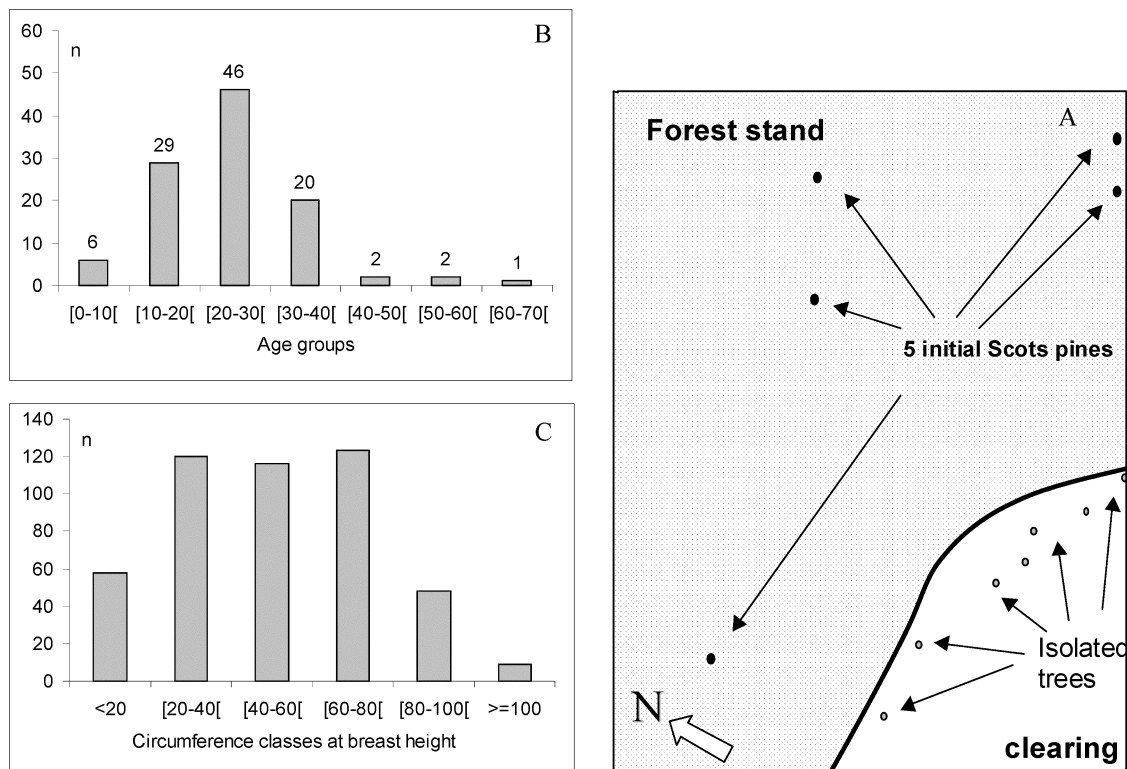 B
n
60
50
40
30
20
10
0
6
29
46
20
2
2
1
[0-10[ [10-20[ [20-30[ [30-40[ [40-50[ [50-60[ [60-70[
Age groups
C
n
140
120
100
80
60
40
20
0
<20 [20-40[ [40-60[ [60-80[ [80-100[ >=100
Circumference classes at breast height
A
Forest stand
5 initial Scots pines
Isolated
trees
N
clearing